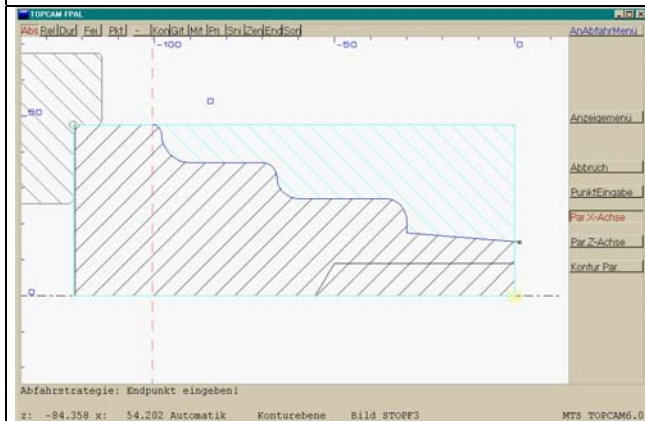 TOPCAM FPAL
Abs Rel Dur Fei Pkt - Kon Git Mit Pri Sni Zen End Son AnAbfahrMenü
-100 -50 0
50
Anzeigemenü
Abbruch
PunktEingabe
Par.X-Achse
Par.Z-Achse
Kontur Par.
0
Abfahrstrategie: Endpunkt eingeben!
z: -84.358 x: 54.202 Automatik Konturebene Bild STOPF3 MTS TOPCAM6.0